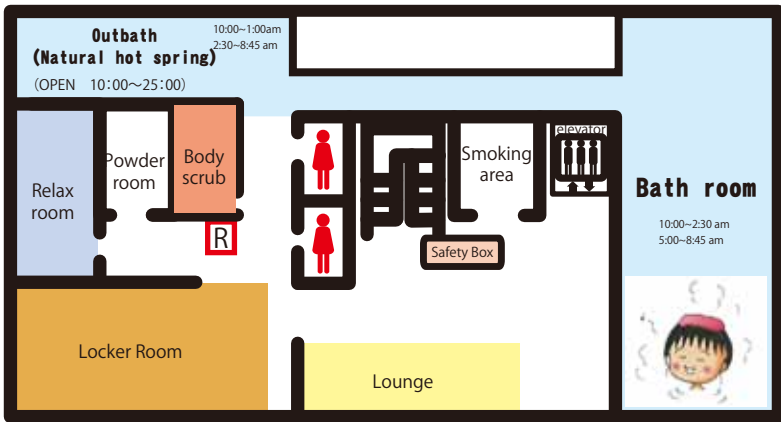 Outbath
(Natural hot spring)
(OPEN 10:00～25:00)
10:00~1:00am
2:30~8:45 am
Relax
room
Powder
room
Body
scrub
R
Smoking
area
elevator
Safety Box
Bath room
10:00~2:30 am
5:00~8:45 am
Locker Room
Lounge